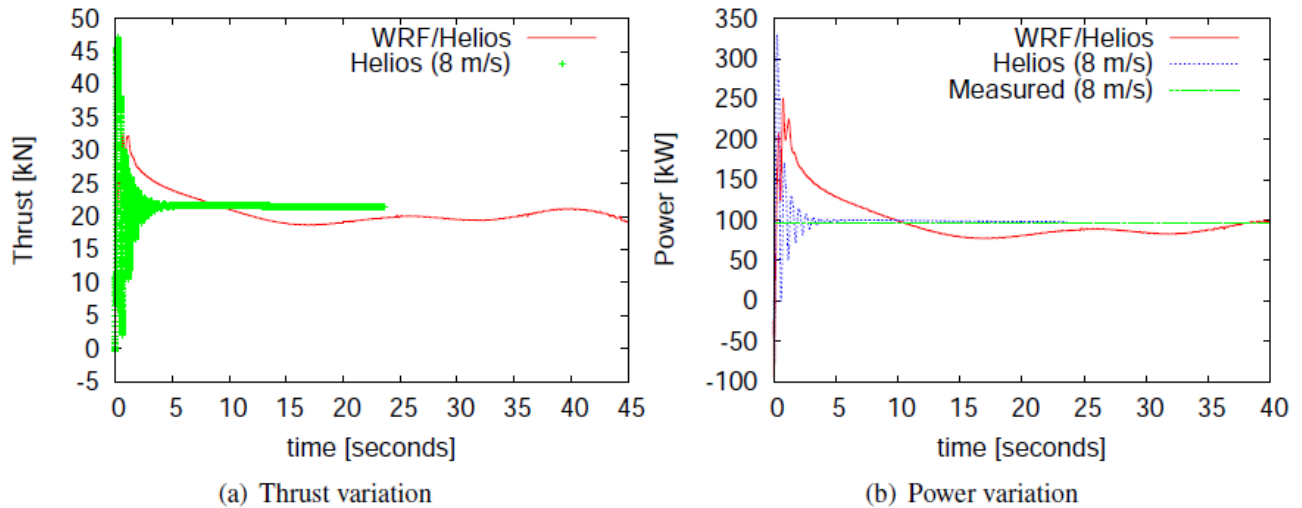 50
45
40
35
30
25
20
15
10
5
0
-5
Thrust [kN]
WRF/Helios
Helios (8 m/s)
0 5 10 15 20 25 30 35 40 45
time [seconds]
(a) Thrust variation
350
300
250
200
150
100
50
0
-50
-100
Power [kW]
WRF/Helios
Helios (8 m/s)
Measured (8 m/s)
0 5 10 15 20 25 30 35 40
time [seconds]
(b) Power variation